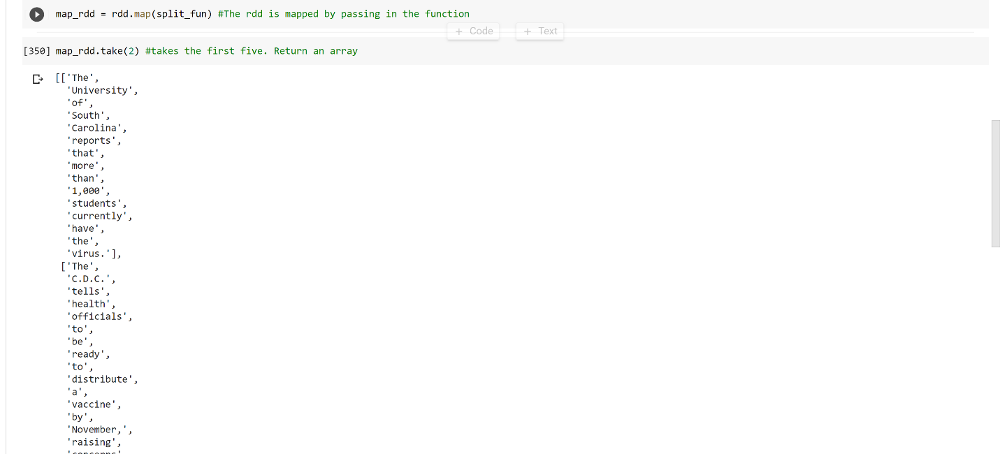 map_rdd = rdd.map(split_fun) #The rdd is mapped by passing in the function
+ Code + Text
[350] map_rdd.take(2) #takes the first five. Return an array
[['The',
'University',
'of',
'South',
'Carolina',
'reports',
'that',
'more',
'than',
'1,000',
'students',
'currently',
'have',
'the',
'virus.'],
['The',
'C.D.C.',
'tells',
'health',
'officials',
'to',
'be',
'ready',
'to',
'distribute',
'a',
'vaccine',
'by',
'November,',
'raising',